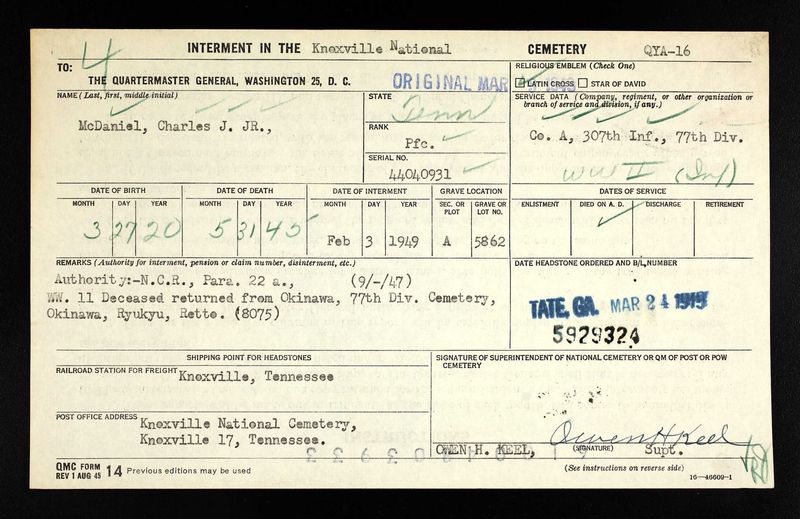 4
INTERMENT IN THE Knoxville National CEMETERY QYA-16
TO:
THE QUARTERMASTER GENERAL, WASHINGTON 25, D. C.
ORIGINAL MAR
RELIGIOUS EMBLEM (Check One)
LATIN CROSS STAR OF DAVID
NAME (Last, first, middle initial)
McDaniel, Charles J. JR.,
STATE
Tenn
RANK
Pfc.
SERIAL NO.
44040931
SERVICE DATA (Company, regiment, or other organization or
branch of service and division, if any.)
Co. A, 307th Inf., 77th Div.
WW II (Inf)
DATE OF BIRTH DATE OF DEATH DATE OF INTERMENT GRAVE LOCATION DATES OF SERVICE
MONTH DAY YEAR MONTH DAY YEAR MONTH DAY YEAR SEC. OR PLOT GRAVE OR LOT NO. ENLISTMENT DIED ON A. D. DISCHARGE RETIREMENT
3 27 20 5 31 45 Feb 3 1949 A 5862
REMARKS (Authority for interment, pension or claim number, disinterment, etc.)
Authority:-N.C.R., Para. 22 a., (9/-/47)
WW. 11 Deceased returned from Okinawa, 77th Div. Cemetery,
Okinawa, Ryukyu, Retto. (8075)
DATE HEADSTONE ORDERED AND B/L NUMBER
TATE, GA. MAR 24 1949
5929324
SHIPPING POINT FOR HEADSTONES
RAILROAD STATION FOR FREIGHT
Knoxville, Tennessee
POST OFFICE ADDRESS
Knoxville National Cemetery,
Knoxville 17, Tennessee.
SIGNATURE OF SUPERINTENDENT OF NATIONAL CEMETERY OR QM OF POST OR POW
CEMETERY
Owen H Keel
OWEN H. KEEL, (SIGNATURE) Supt.
(See instructions on reverse side)
QMC FORM
REV 1 AUG 45 14 Previous editions may be used
16—46609-1